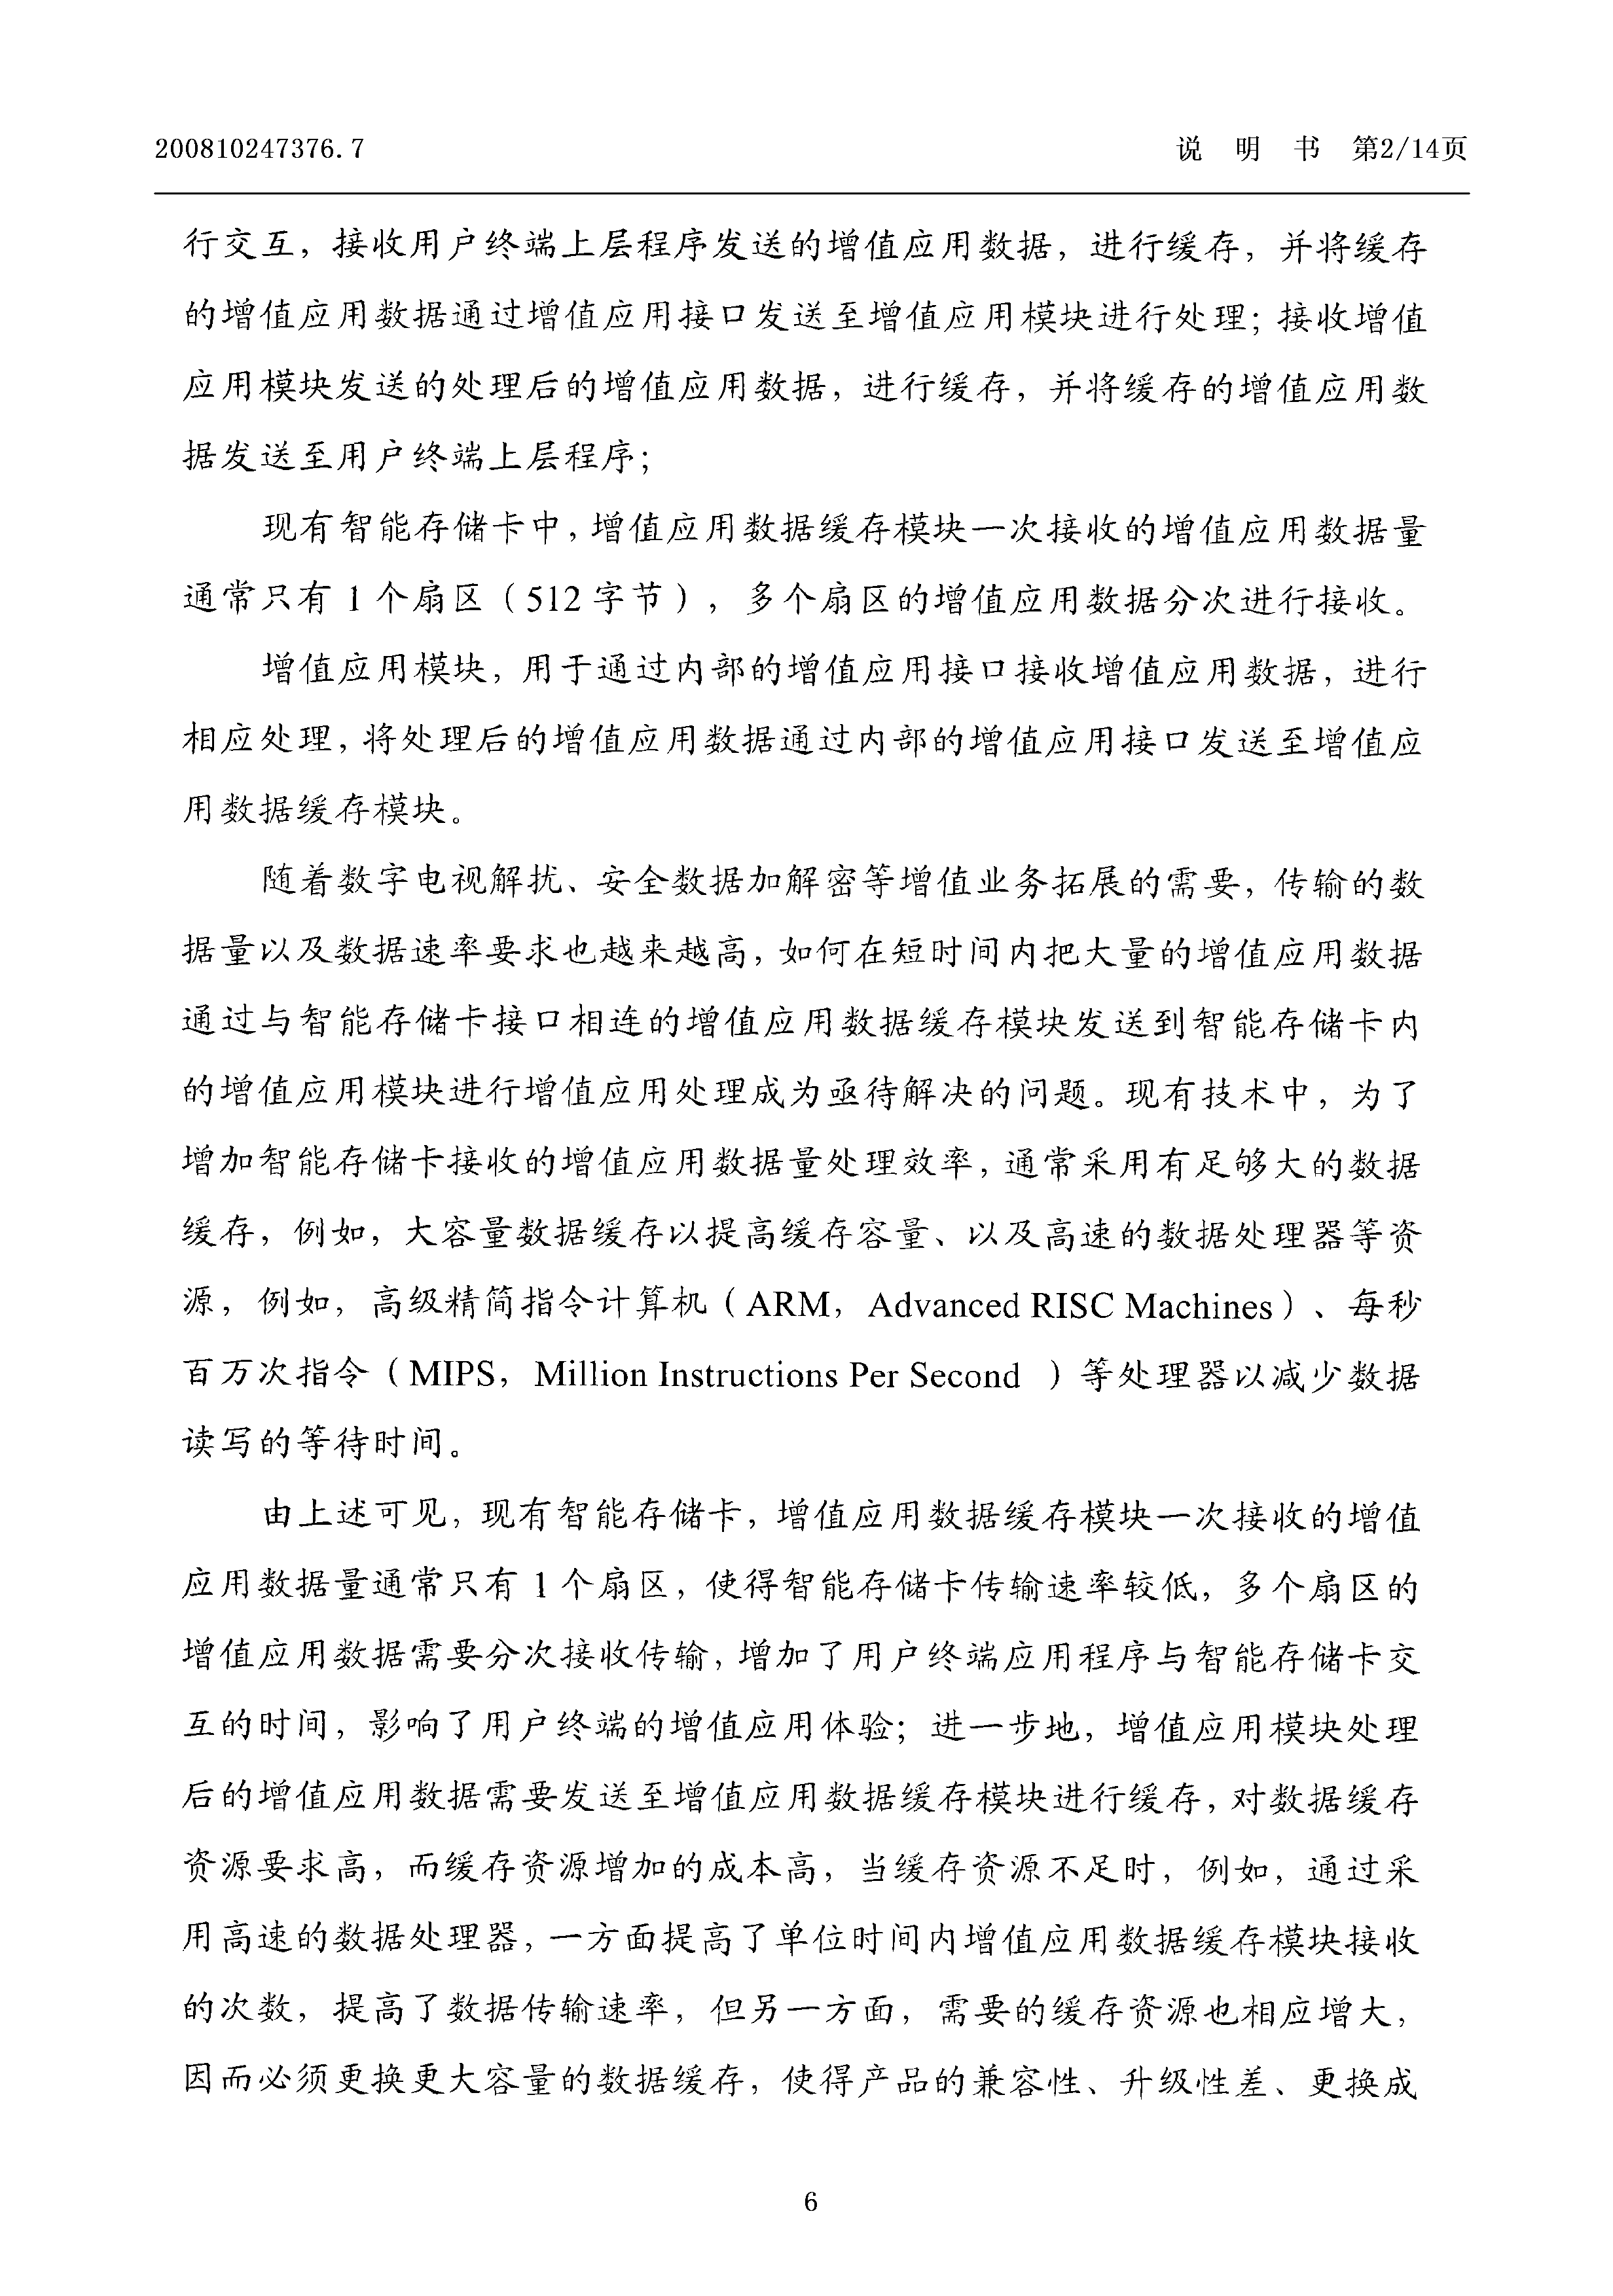 200810247376.7 说 明 书 第2/14页
行交互，接收用户终端上层程序发送的增值应用数据，进行缓存，并将缓存
的增值应用数据通过增值应用接口发送至增值应用模块进行处理；接收增值
应用模块发送的处理后的增值应用数据，进行缓存，并将缓存的增值应用数
据发送至用户终端上层程序；
现有智能存储卡中，增值应用数据缓存模块一次接收的增值应用数据量
通常只有 1 个扇区（512 字节），多个扇区的增值应用数据分次进行接收。
增值应用模块，用于通过内部的增值应用接口接收增值应用数据，进行
相应处理，将处理后的增值应用数据通过内部的增值应用接口发送至增值应
用数据缓存模块。
随着数字电视解扰、安全数据加解密等增值业务拓展的需要，传输的数
据量以及数据速率要求也越来越高，如何在短时间内把大量的增值应用数据
通过与智能存储卡接口相连的增值应用数据缓存模块发送到智能存储卡内
的增值应用模块进行增值应用处理成为亟待解决的问题。现有技术中，为了
增加智能存储卡接收的增值应用数据量处理效率，通常采用有足够大的数据
缓存，例如，大容量数据缓存以提高缓存容量、以及高速的数据处理器等资
源，例如，高级精简指令计算机（ARM，Advanced RISC Machines）、每秒
百万次指令（MIPS，Million Instructions Per Second ）等处理器以减少数据
读写的等待时间。
由上述可见，现有智能存储卡，增值应用数据缓存模块一次接收的增值
应用数据量通常只有 1 个扇区，使得智能存储卡传输速率较低，多个扇区的
增值应用数据需要分次接收传输，增加了用户终端应用程序与智能存储卡交
互的时间，影响了用户终端的增值应用体验；进一步地，增值应用模块处理
后的增值应用数据需要发送至增值应用数据缓存模块进行缓存，对数据缓存
资源要求高，而缓存资源增加的成本高，当缓存资源不足时，例如，通过采
用高速的数据处理器，一方面提高了单位时间内增值应用数据缓存模块接收
的次数，提高了数据传输速率，但另一方面，需要的缓存资源也相应增大，
因而必须更换更大容量的数据缓存，使得产品的兼容性、升级性差、更换成
6